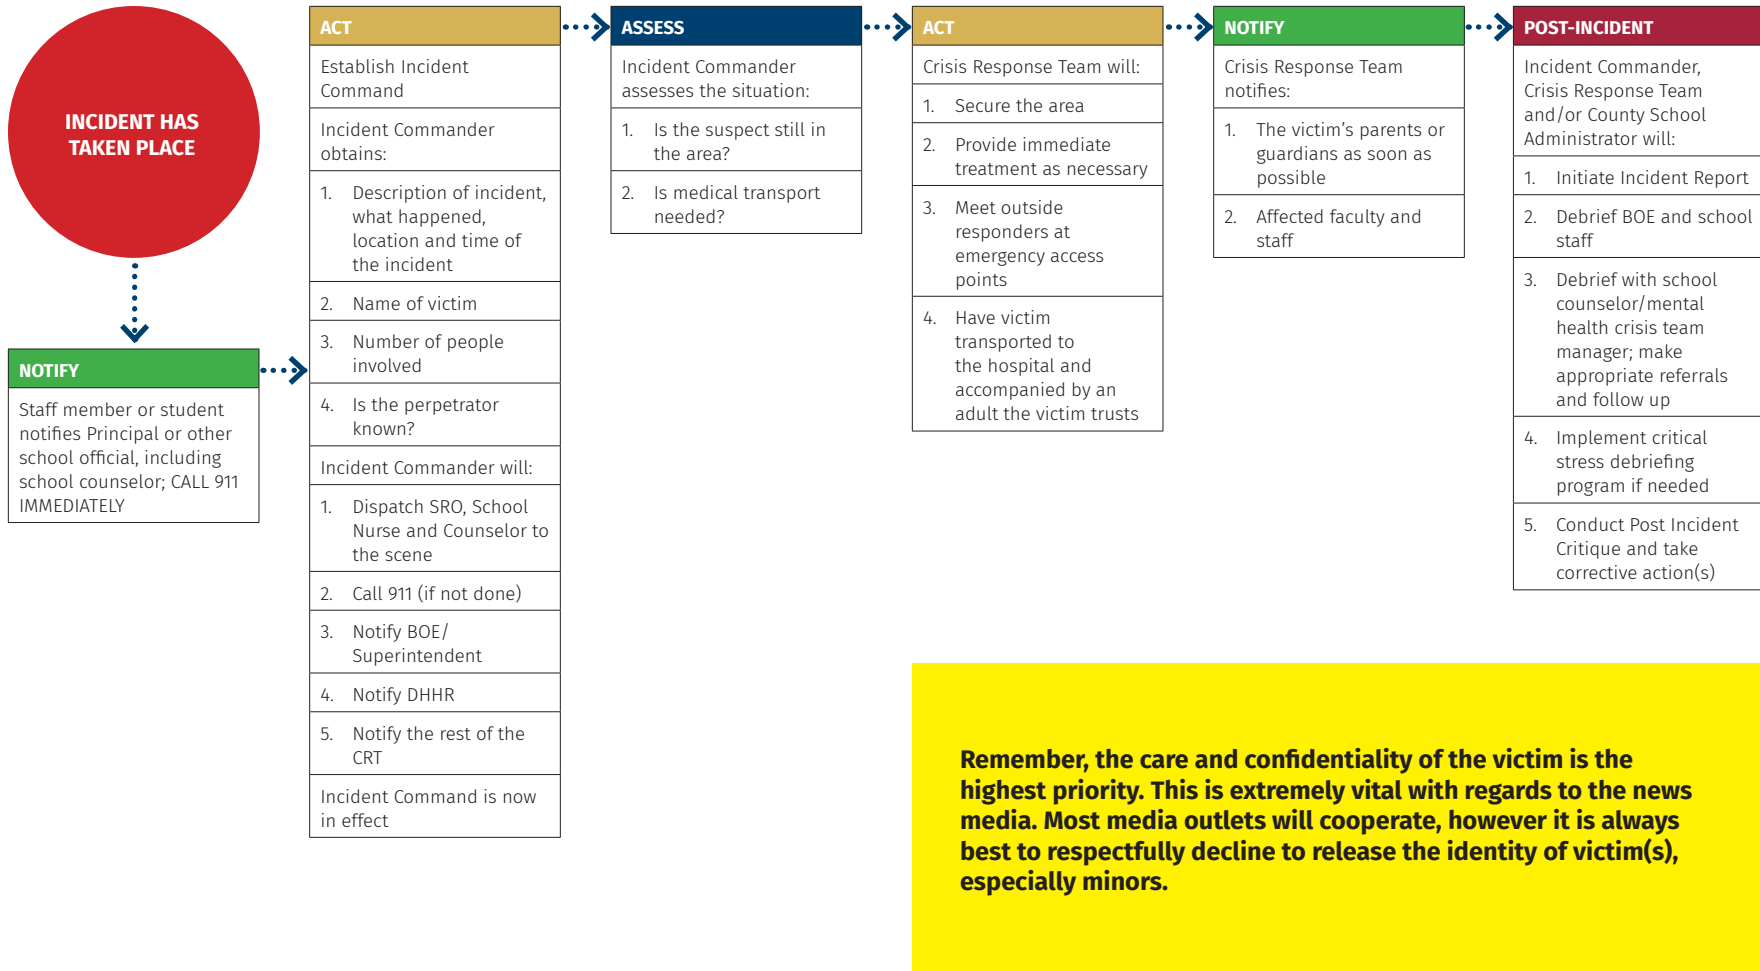 INCIDENT HAS
TAKEN PLACE
NOTIFY
Staff member or student
notifies Principal or other
school official, including
school counselor; CALL 911
IMMEDIATELY
ACT
Establish Incident
Command
Incident Commander
obtains:
1. Description of incident,
what happened,
location and time of
the incident
2. Name of victim
3. Number of people
involved
4. Is the perpetrator
known?
Incident Commander will:
1. Dispatch SRO, School
Nurse and Counselor to
the scene
2. Call 911 (if not done)
3. Notify BOE/
Superintendent
4. Notify DHHR
5. Notify the rest of the
CRT
Incident Command is now
in effect
ASSESS
Incident Commander
assesses the situation:
1. Is the suspect still in
the area?
2. Is medical transport
needed?
ACT
Crisis Response Team will:
1. Secure the area
2. Provide immediate
treatment as necessary
3. Meet outside
responders at
emergency access
points
4. Have victim
transported to
the hospital and
accompanied by an
adult the victim trusts
NOTIFY
Crisis Response Team
notifies:
1. The victim’s parents or
guardians as soon as
possible
2. Affected faculty and
staff
POST-INCIDENT
Incident Commander,
Crisis Response Team
and/or County School
Administrator will:
1. Initiate Incident Report
2. Debrief BOE and school
staff
3. Debrief with school
counselor/mental
health crisis team
manager; make
appropriate referrals
and follow up
4. Implement critical
stress debriefing
program if needed
5. Conduct Post Incident
Critique and take
corrective action(s)
Remember, the care and confidentiality of the victim is the
highest priority. This is extremely vital with regards to the news
media. Most media outlets will cooperate, however it is always
best to respectfully decline to release the identity of victim(s),
especially minors.